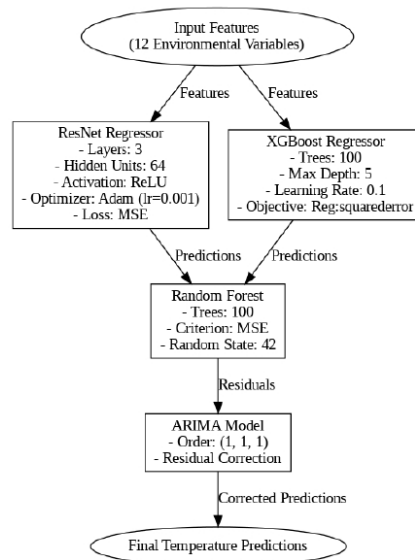 Input Features
(12 Environmental Variables)
Features
Features
ResNet Regressor
- Layers: 3
- Hidden Units: 64
- Activation: ReLU
- Optimizer: Adam (lr=0.001)
- Loss: MSE
XGBoost Regressor
- Trees: 100
- Max Depth: 5
- Learning Rate: 0.1
- Objective: Reg:squarederror
Predictions
Predictions
Random Forest
- Trees: 100
- Criterion: MSE
- Random State: 42
Residuals
ARIMA Model
- Order: (1, 1, 1)
- Residual Correction
Corrected Predictions
Final Temperature Predictions